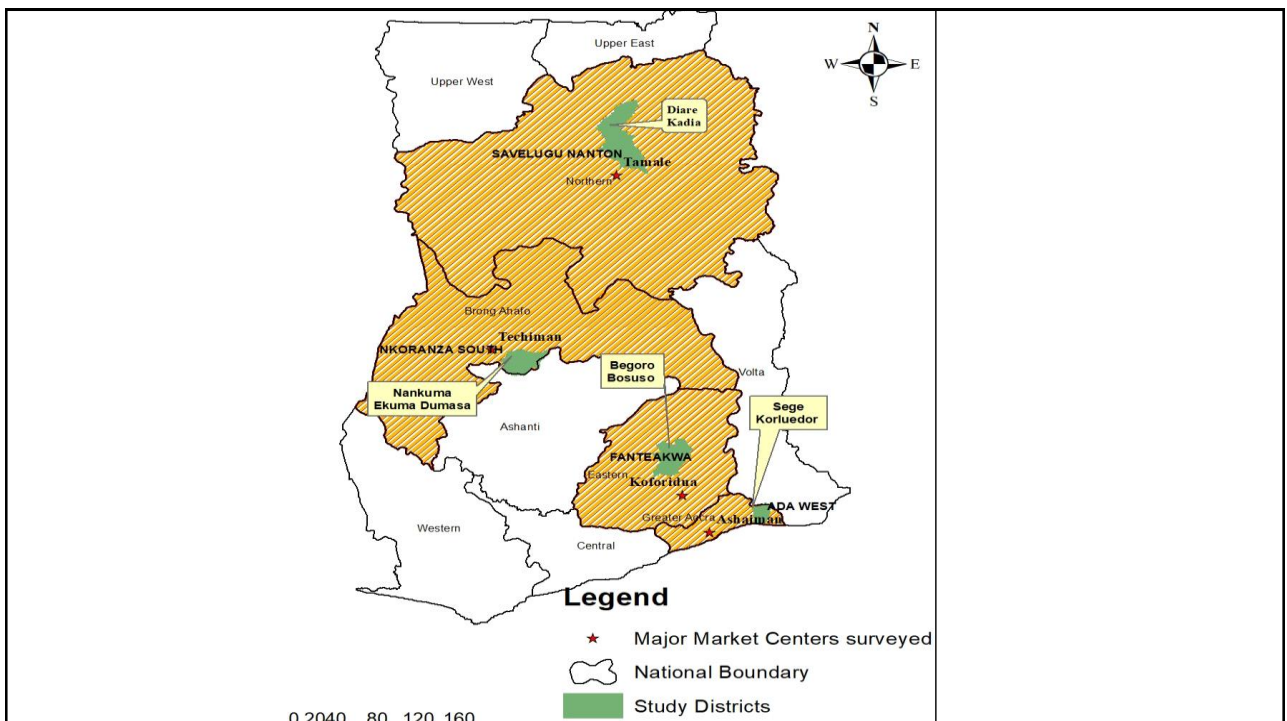 Upper East
N
W
E
S
Upper West
Diare
Kadia
SAVELUGU NANTON
Tamale
Northern
Brong Ahafo
Techiman
NKORANZA SOUTH
Begoro
Bosuso
Volta
Nankuma
Ekuma Dumasa
Sege
Korluedor
Ashanti
FANTEAKWA
Eastern
Koforidua
ADA WEST
Greater Accra
Ashaiman
Western
Central
Legend
Major Market Centers surveyed
National Boundary
Study Districts
0 2040 80 120 160